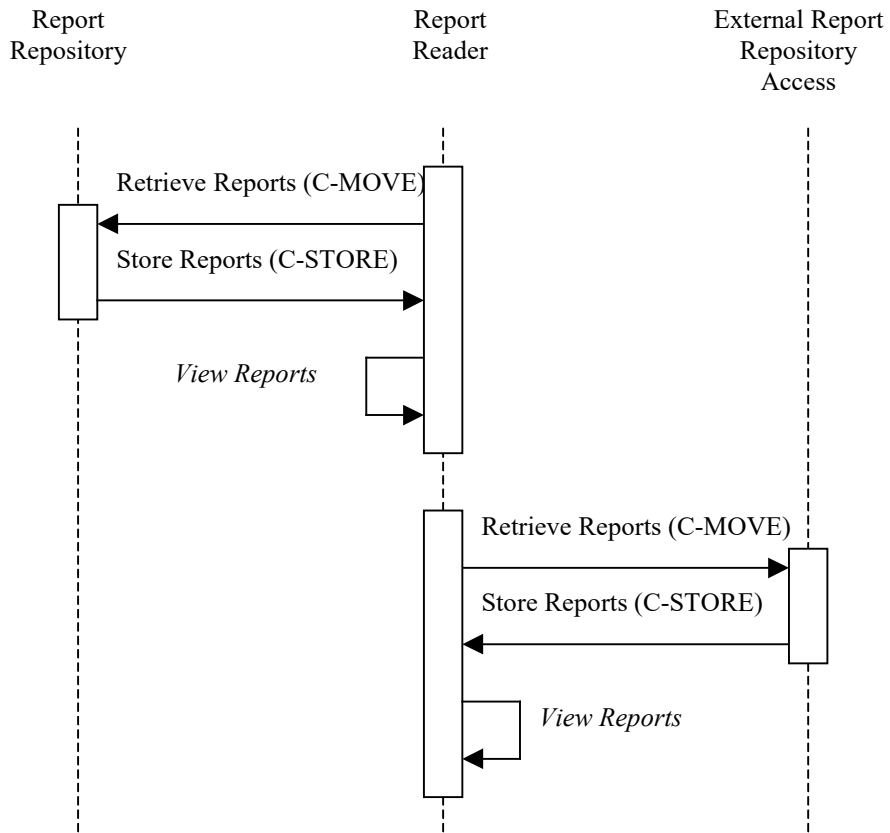 Report
Repository
Report
Reader
External Report
Repository
Access
Retrieve Reports (C-MOVE)
Store Reports (C-STORE)
View Reports
Retrieve Reports (C-MOVE)
Store Reports (C-STORE)
View Reports